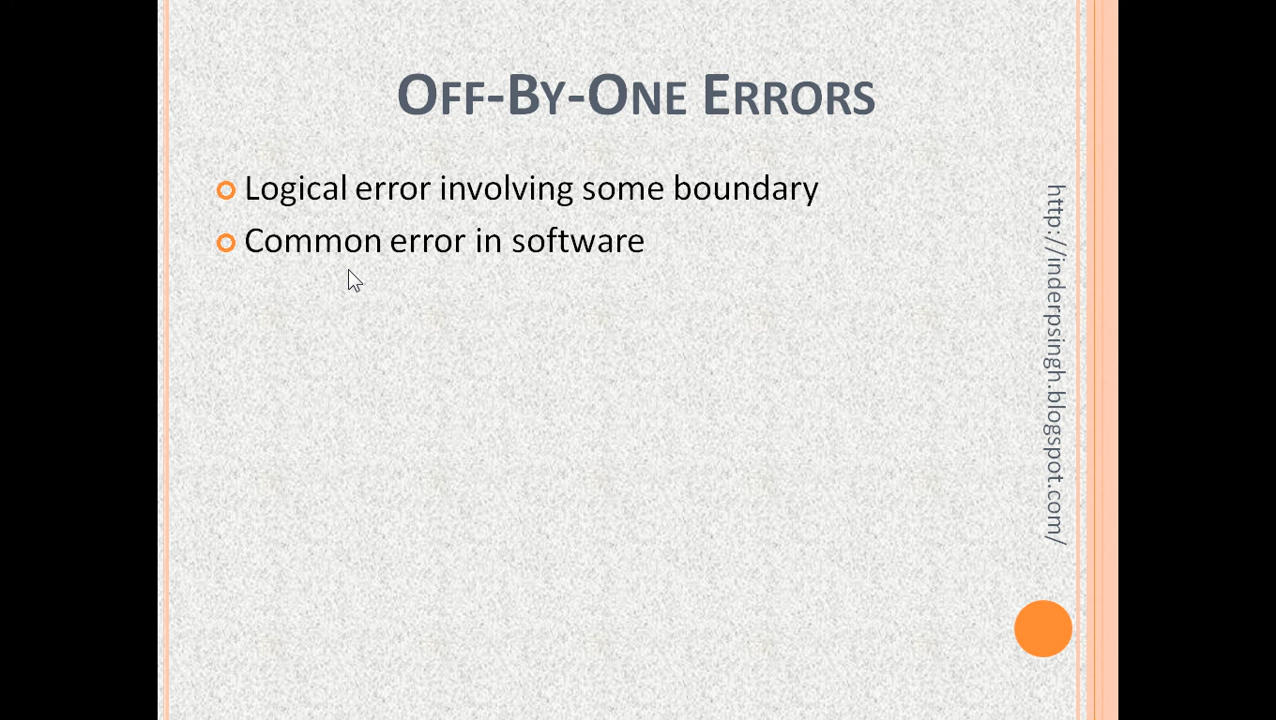 Off-By-One Errors
Logical error involving some boundary
Common error in software
http://inderpsingh.blogspot.com/